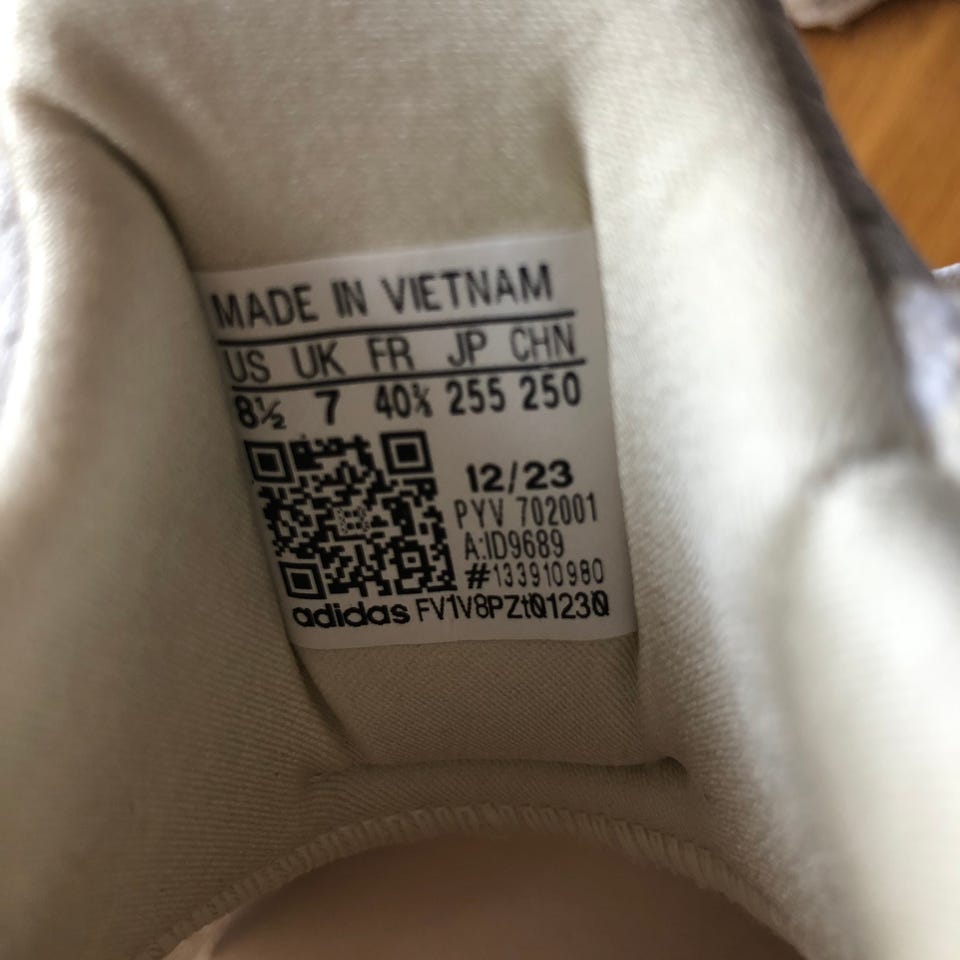 MADE IN VIETNAM
US UK FR JP CHN
8½ 7 40⅔ 255 250
12/23
PYV 702001
A:ID9689
#133910980
adidas FV1V8PZt01230